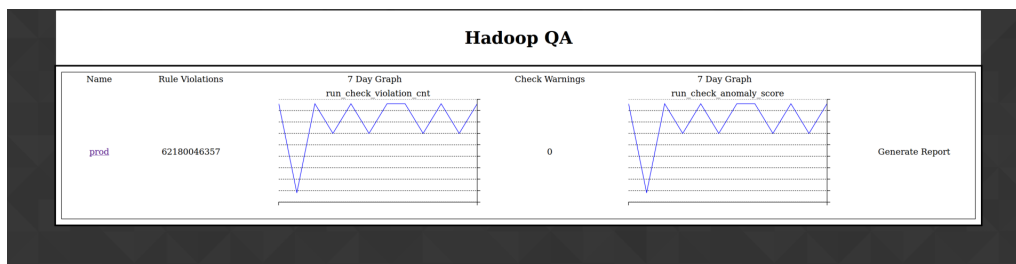 Hadoop QA
Name Rule Violations 7 Day Graph Check Warnings 7 Day Graph
run_check_violation_cnt run_check_anomaly_score
prod 62180046357 0 Generate Report